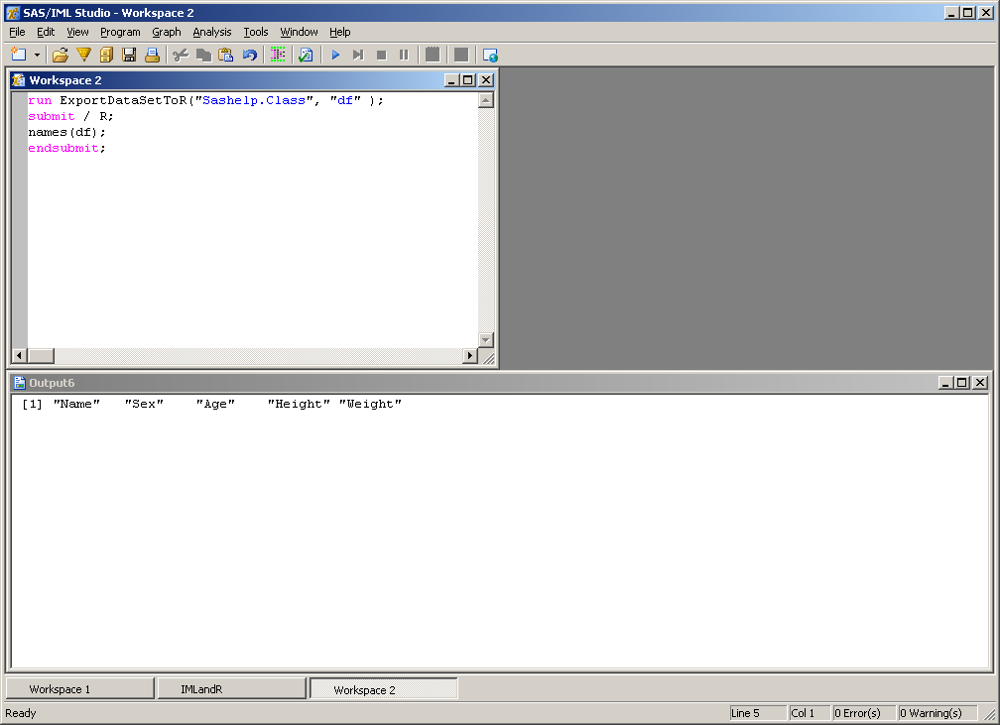 SAS/IML Studio - Workspace 2
File Edit View Program Graph Analysis Tools Window Help
Workspace 2
run ExportDataSetToR("Sashelp.Class", "df" );
submit / R;
names(df);
endsubmit;
Output6
[1] "Name" "Sex" "Age" "Height" "Weight"
Workspace 1 IMLandR Workspace 2
Ready Line 5 Col 1 0 Error(s) 0 Warning(s)